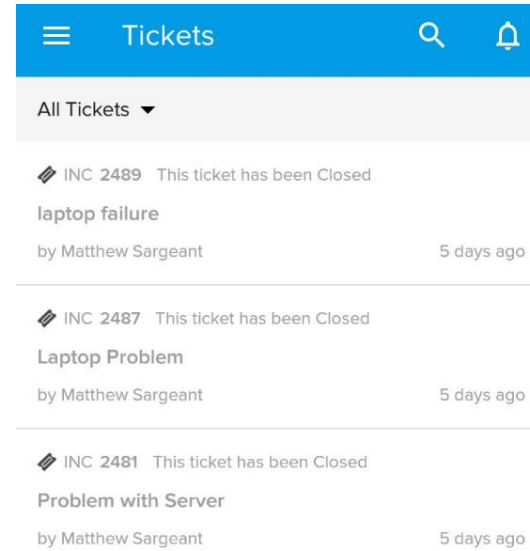 Tickets
All Tickets
INC 2489 This ticket has been Closed
laptop failure
by Matthew Sargeant 5 days ago
INC 2487 This ticket has been Closed
Laptop Problem
by Matthew Sargeant 5 days ago
INC 2481 This ticket has been Closed
Problem with Server
by Matthew Sargeant 5 days ago